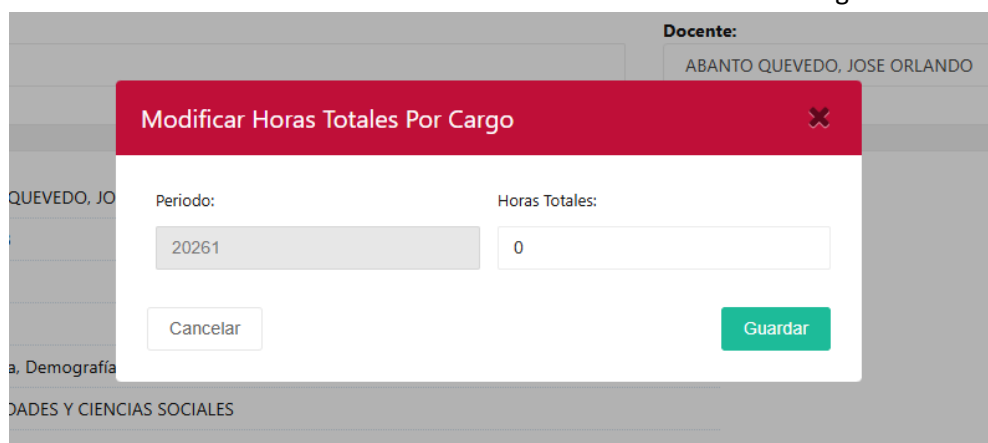 Docente:
ABANTO QUEVEDO, JOSE ORLANDO
Modificar Horas Totales Por Cargo
QUEVEDO, JO
Periodo:
Horas Totales:
20261
0
Cancelar
Guardar
a, Demografía
DADES Y CIENCIAS SOCIALES